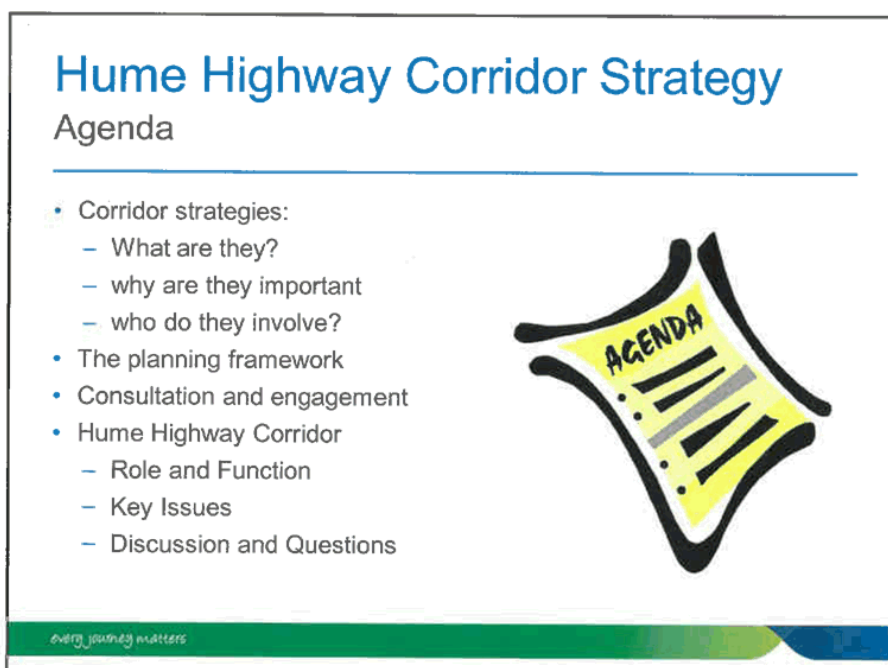 Hume Highway Corridor Strategy
Agenda
• Corridor strategies:
– What are they?
– why are they important
– who do they involve?
• The planning framework
• Consultation and engagement
• Hume Highway Corridor
– Role and Function
– Key Issues
– Discussion and Questions
AGENDA
every journey matters